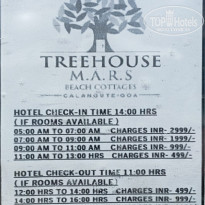 TREEHOUSE
M.A.R.S
BEACH COTTAGES
CALANGUTE-GOA
HOTEL CHECK-IN TIME 14:00 HRS
( IF ROOMS AVAILABLE )
05:00 AM TO 07:00 AM CHARGES INR- 2999/-
07:00 AM TO 09:00 AM CHARGES INR- 1999/-
09:00 AM TO 11:00 AM CHARGES INR- 999/-
11:00 AM TO 13:00 HRS CHARGES INR- 499/-
HOTEL CHECK-OUT TIME 11:00 HRS
( IF ROOMS AVAILABLE )
12:00 HRS TO 14:00 HRS CHARGES INR- 499/-
14:00 HRS TO 16:00 HRS CHARGES INR- 999/-